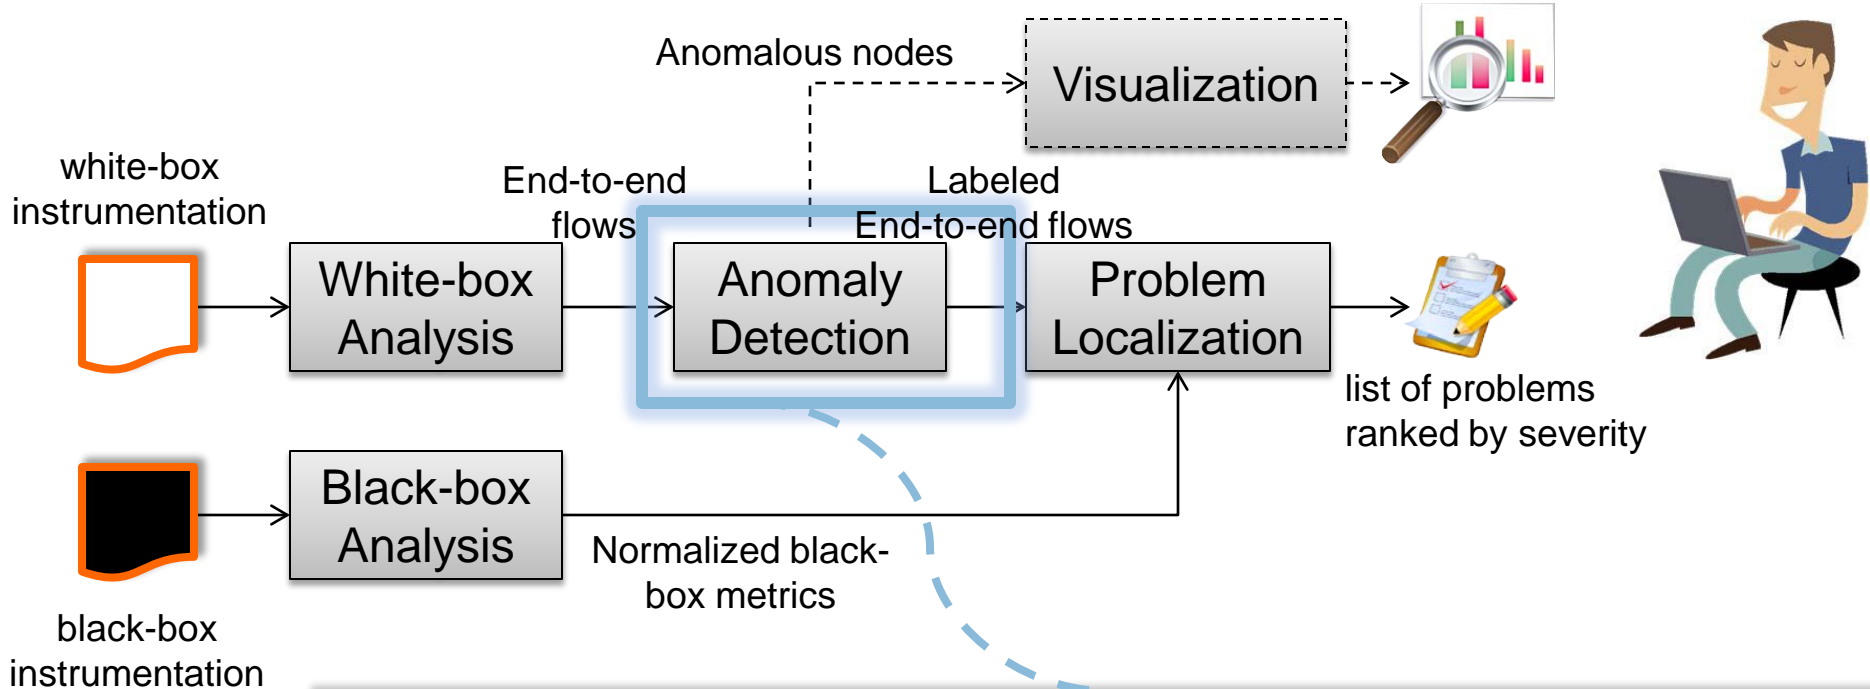 Anomalous nodes
Visualization
white-box
instrumentation
End-to-end
flows
Labeled
End-to-end flows
White-box
Analysis
Anomaly
Detection
Problem
Localization
list of problems
ranked by severity
Black-box
Analysis
Normalized black-
box metrics
black-box
instrumentation